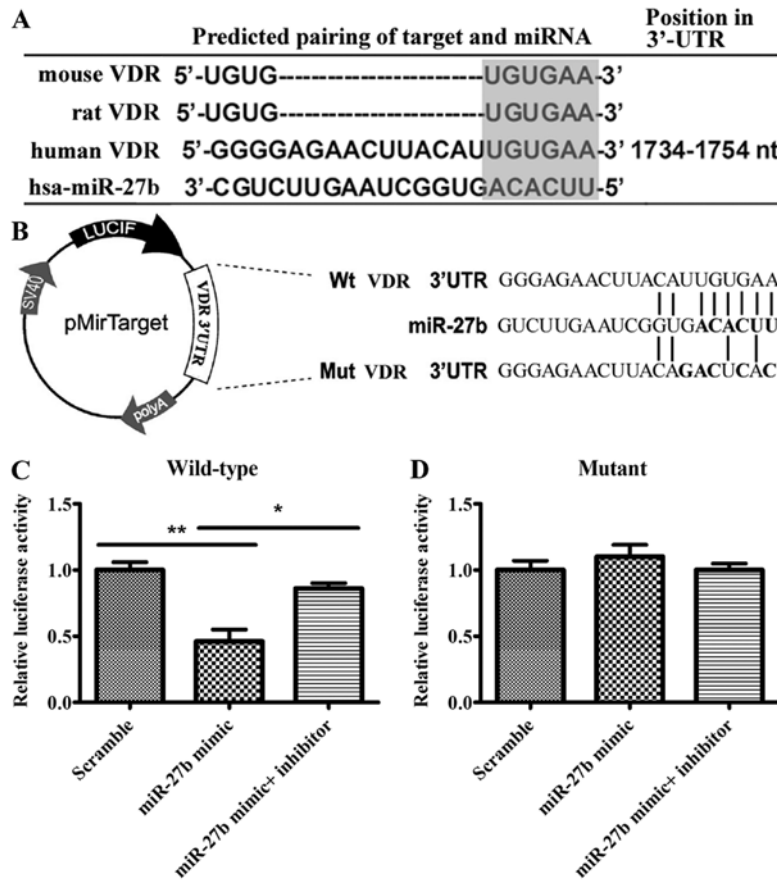 A
Predicted pairing of target and miRNA
Position in
3'-UTR
mouse VDR 5'-UGUG-----------------------UGUGAA-3'
rat VDR 5'-UGUG-----------------------UGUGAA-3'
human VDR 5'-GGGGAGAACUUACAUUGUGAA-3' 1734-1754 nt
hsa-miR-27b 3'-CGUCUUGAAUCGGUGACACUU-5'
B
LUCIF
SV40
pMirTarget
VDR 3'UTR
polyA
Wt VDR 3'UTR GGGAGAACUUACAUUGUGAA
miR-27b GUCUUGAAUCGGUGACACUU
Mut VDR 3'UTR GGGAGAACUUACAGACUCAC
C
Wild-type
Relative luciferase activity
1.5
1.0
0.5
0.0
**
*
Scramble
miR-27b mimic
miR-27b mimic+ inhibitor
D
Mutant
Relative luciferase activity
1.5
1.0
0.5
0.0
Scramble
miR-27b mimic
miR-27b mimic+ inhibitor